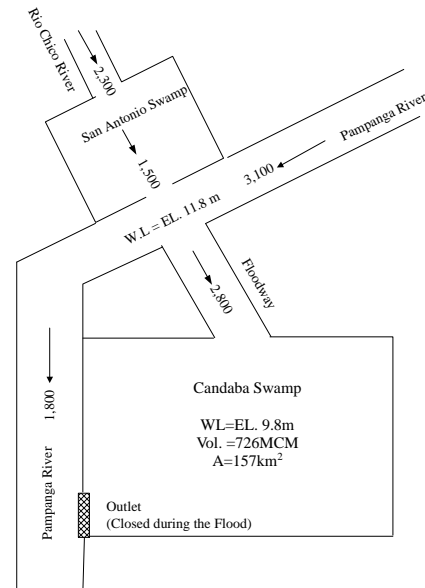 Rio Chico River
2,300
San Antonio Swamp
1,500
Pampanga River
3,100
W.L = EL. 11.8 m
Floodway
2,800
Candaba Swamp
WL=EL. 9.8m
Vol. =726MCM
A=157km²
1,800
Pampanga River
Outlet
(Closed during the Flood)